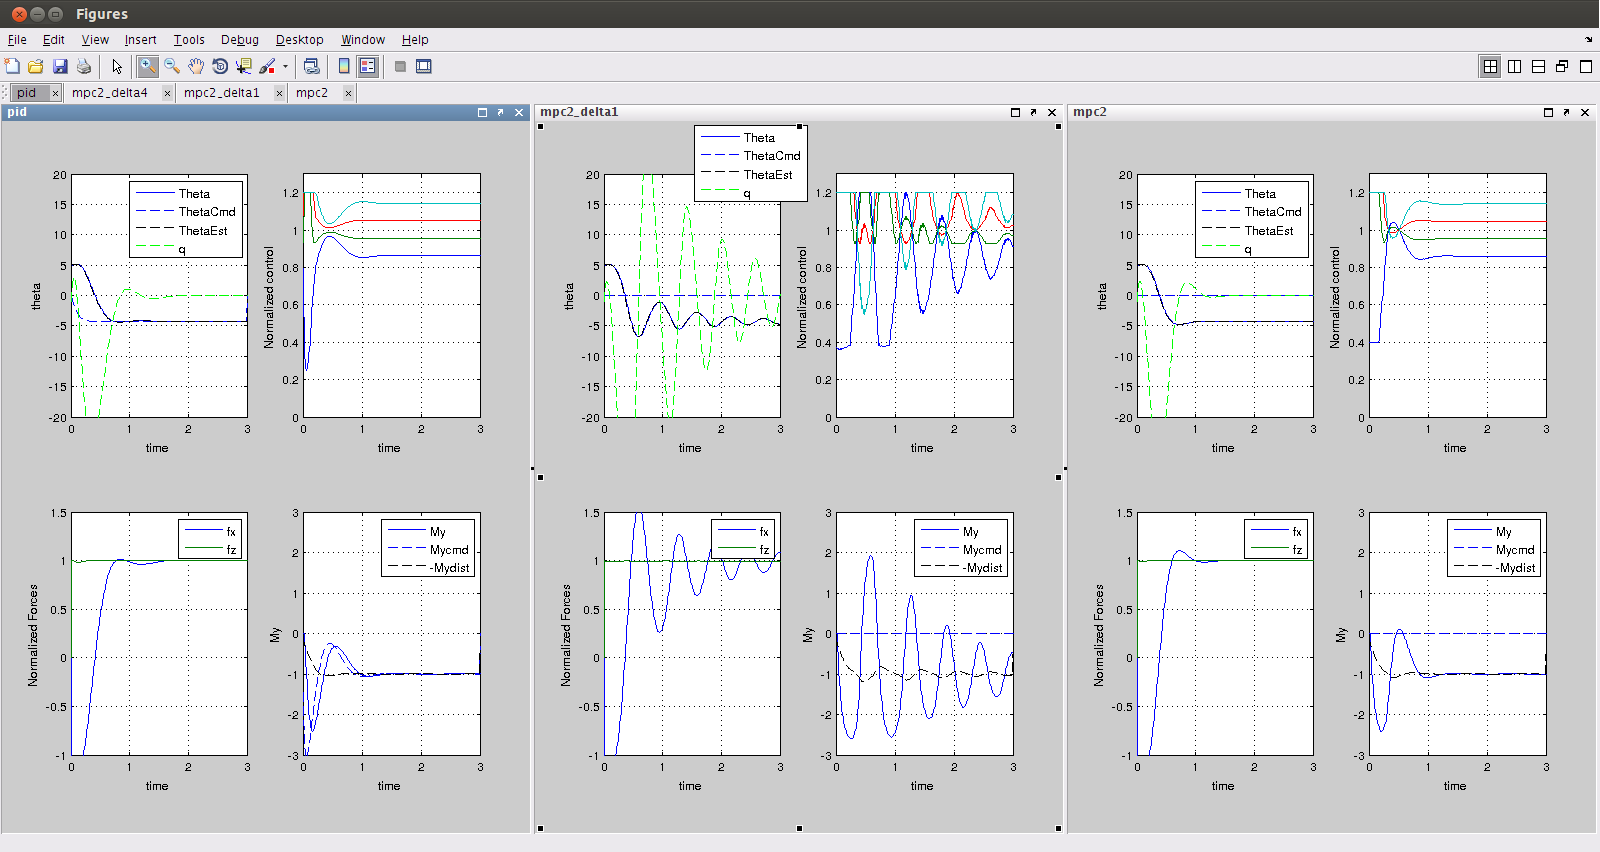 Figures
File Edit View Insert Tools Debug Desktop Window Help
pid mpc2_delta4 mpc2_delta1 mpc2
pid
20
15
10
5
0
-5
-10
-15
-20
theta
0 1 2 3
time
Theta
ThetaCmd
ThetaEst
q
1.2
1
0.8
0.6
0.4
0.2
0
Normalized control
0 1 2 3
time
1.5
1
0.5
0
-0.5
-1
Normalized Forces
0 1 2 3
time
fx
fz
3
2
1
0
-1
-2
-3
My
0 1 2 3
time
My
Mycmd
-Mydist
mpc2_delta1
Theta
ThetaCmd
ThetaEst
q
20
15
10
5
0
-5
-10
-15
-20
theta
0 1 2 3
time
1.2
1
0.8
0.6
0.4
0.2
0
Normalized control
0 1 2 3
time
1.5
1
0.5
0
-0.5
-1
Normalized Forces
0 1 2 3
time
fx
fz
3
2
1
0
-1
-2
-3
My
0 1 2 3
time
My
Mycmd
-Mydist
mpc2
20
15
10
5
0
-5
-10
-15
-20
theta
0 1 2 3
time
Theta
ThetaCmd
ThetaEst
q
1.2
1
0.8
0.6
0.4
0.2
0
Normalized control
0 1 2 3
time
1.5
1
0.5
0
-0.5
-1
Normalized Forces
0 1 2 3
time
fx
fz
3
2
1
0
-1
-2
-3
My
0 1 2 3
time
My
Mycmd
-Mydist